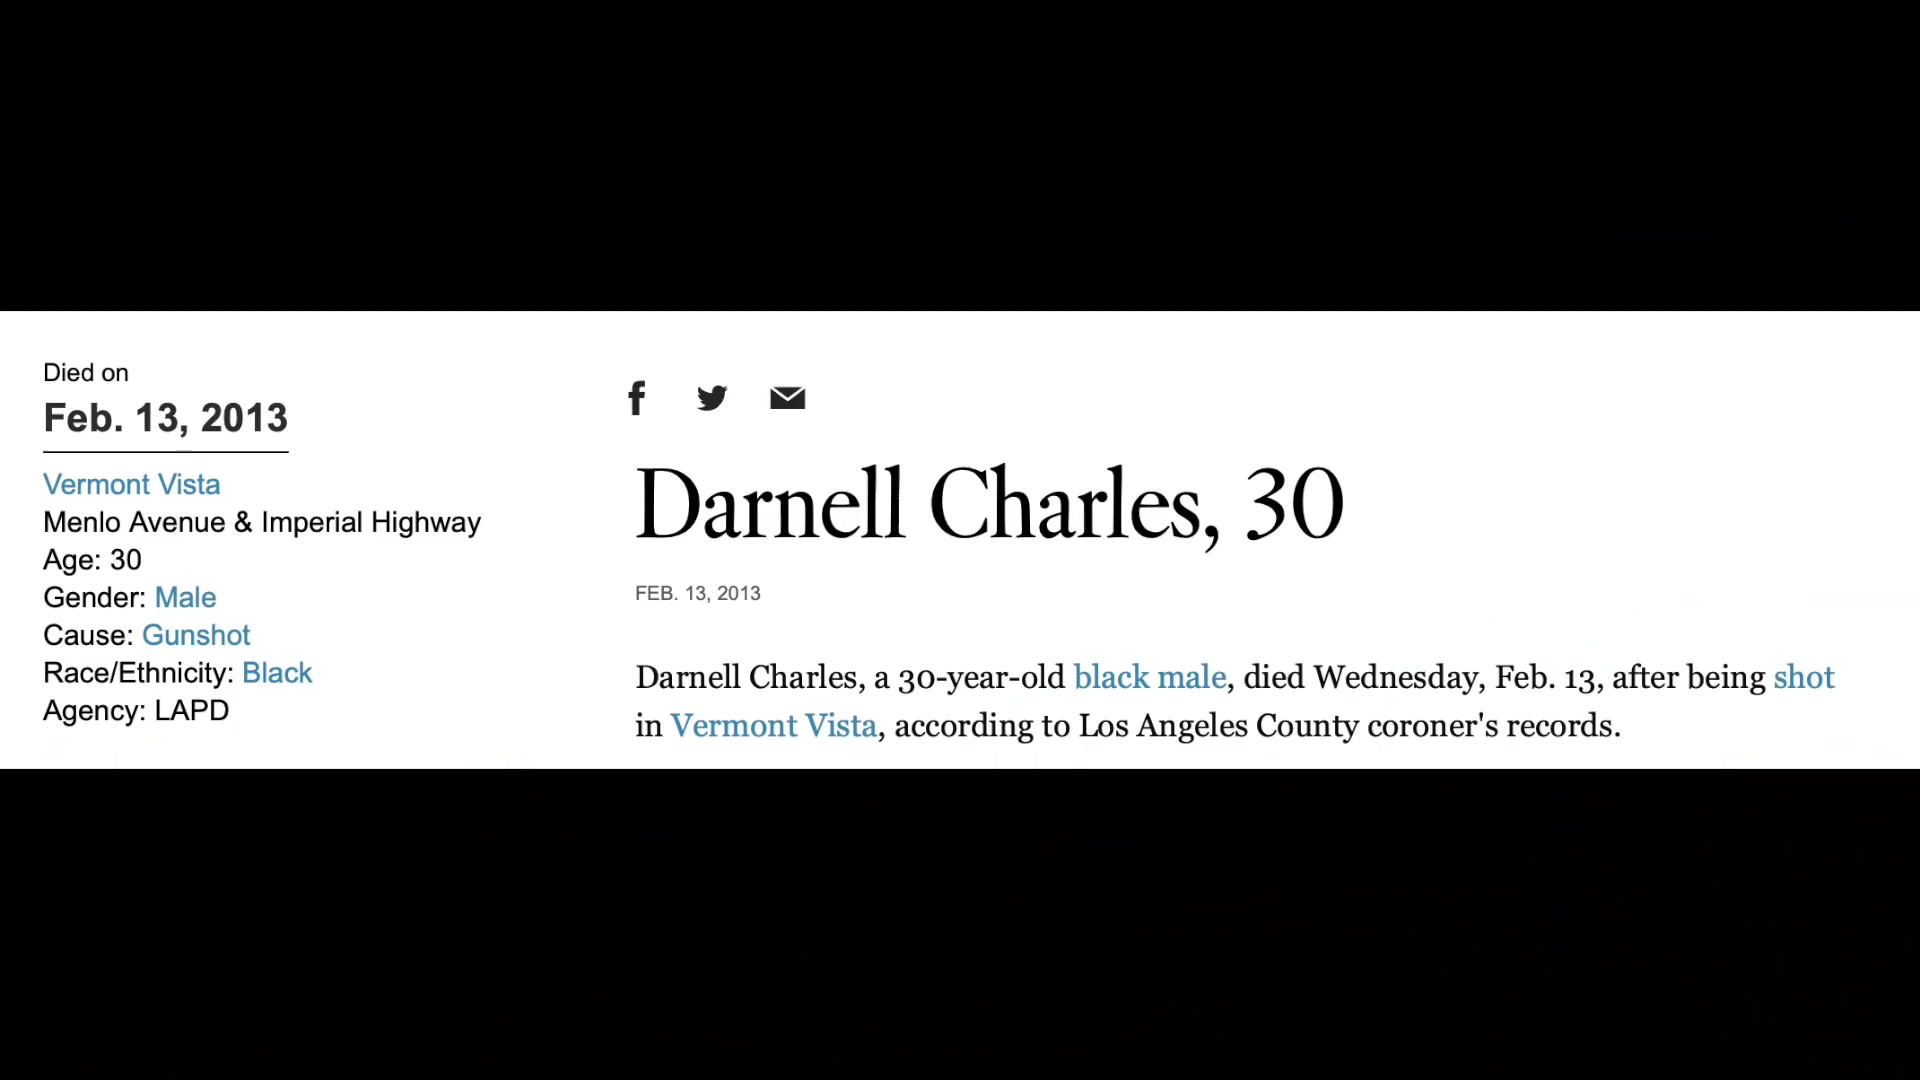 Died on
Feb. 13, 2013
Vermont Vista
Menlo Avenue & Imperial Highway
Age: 30
Gender: Male
Cause: Gunshot
Race/Ethnicity: Black
Agency: LAPD
Darnell Charles, 30
FEB. 13, 2013
Darnell Charles, a 30-year-old black male, died Wednesday, Feb. 13, after being shot
in Vermont Vista, according to Los Angeles County coroner's records.